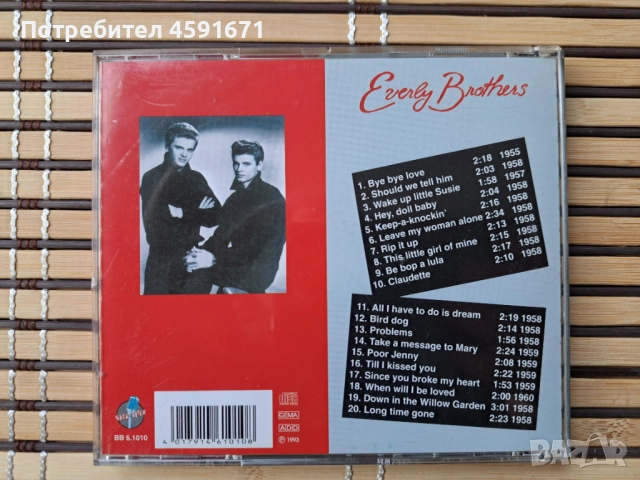 Потребител 4591671
Everly Brothers
1. Bye bye love 2:18 1955
2. Should we tell him 2:03 1958
3. Wake up little Susie 1:58 1957
4. Hey, doll baby 2:04 1958
5. Keep-a-knockin' 2:16 1958
6. Leave my woman alone 2:34 1958
7. Rip it up 2:13 1958
8. This little girl of mine 2:15 1958
9. Be bop a lula 2:17 1958
10. Claudette 2:10 1958
11. All I have to do is dream 2:19 1958
12. Bird dog 2:14 1958
13. Problems 1:56 1958
14. Take a message to Mary 2:24 1959
15. Poor Jenny 2:08 1959
16. Till I kissed you 2:22 1959
17. Since you broke my heart 1:53 1959
18. When will I be loved 2:00 1960
19. Down in the Willow Garden 3:01 1958
20. Long time gone 2:23 1958
BB 6.1010
4 017914 610108
disc
GEMA
ADD
℗ 1993
BAZAR
bg